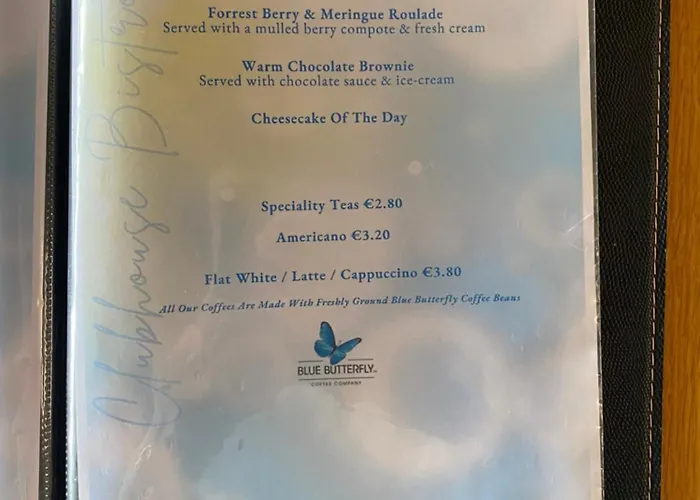 Forrest Berry & Meringue Roulade
Served with a mulled berry compote & fresh cream
Warm Chocolate Brownie
Served with chocolate sauce & ice-cream
Cheesecake Of The Day
Speciality Teas €2.80
Americano €3.20
Flat White / Latte / Cappuccino €3.80
All Our Coffees Are Made With Freshly Ground Blue Butterfly Coffee Beans
BLUE BUTTERFLY
COFFEE COMPANY
Clubhouse Bistro